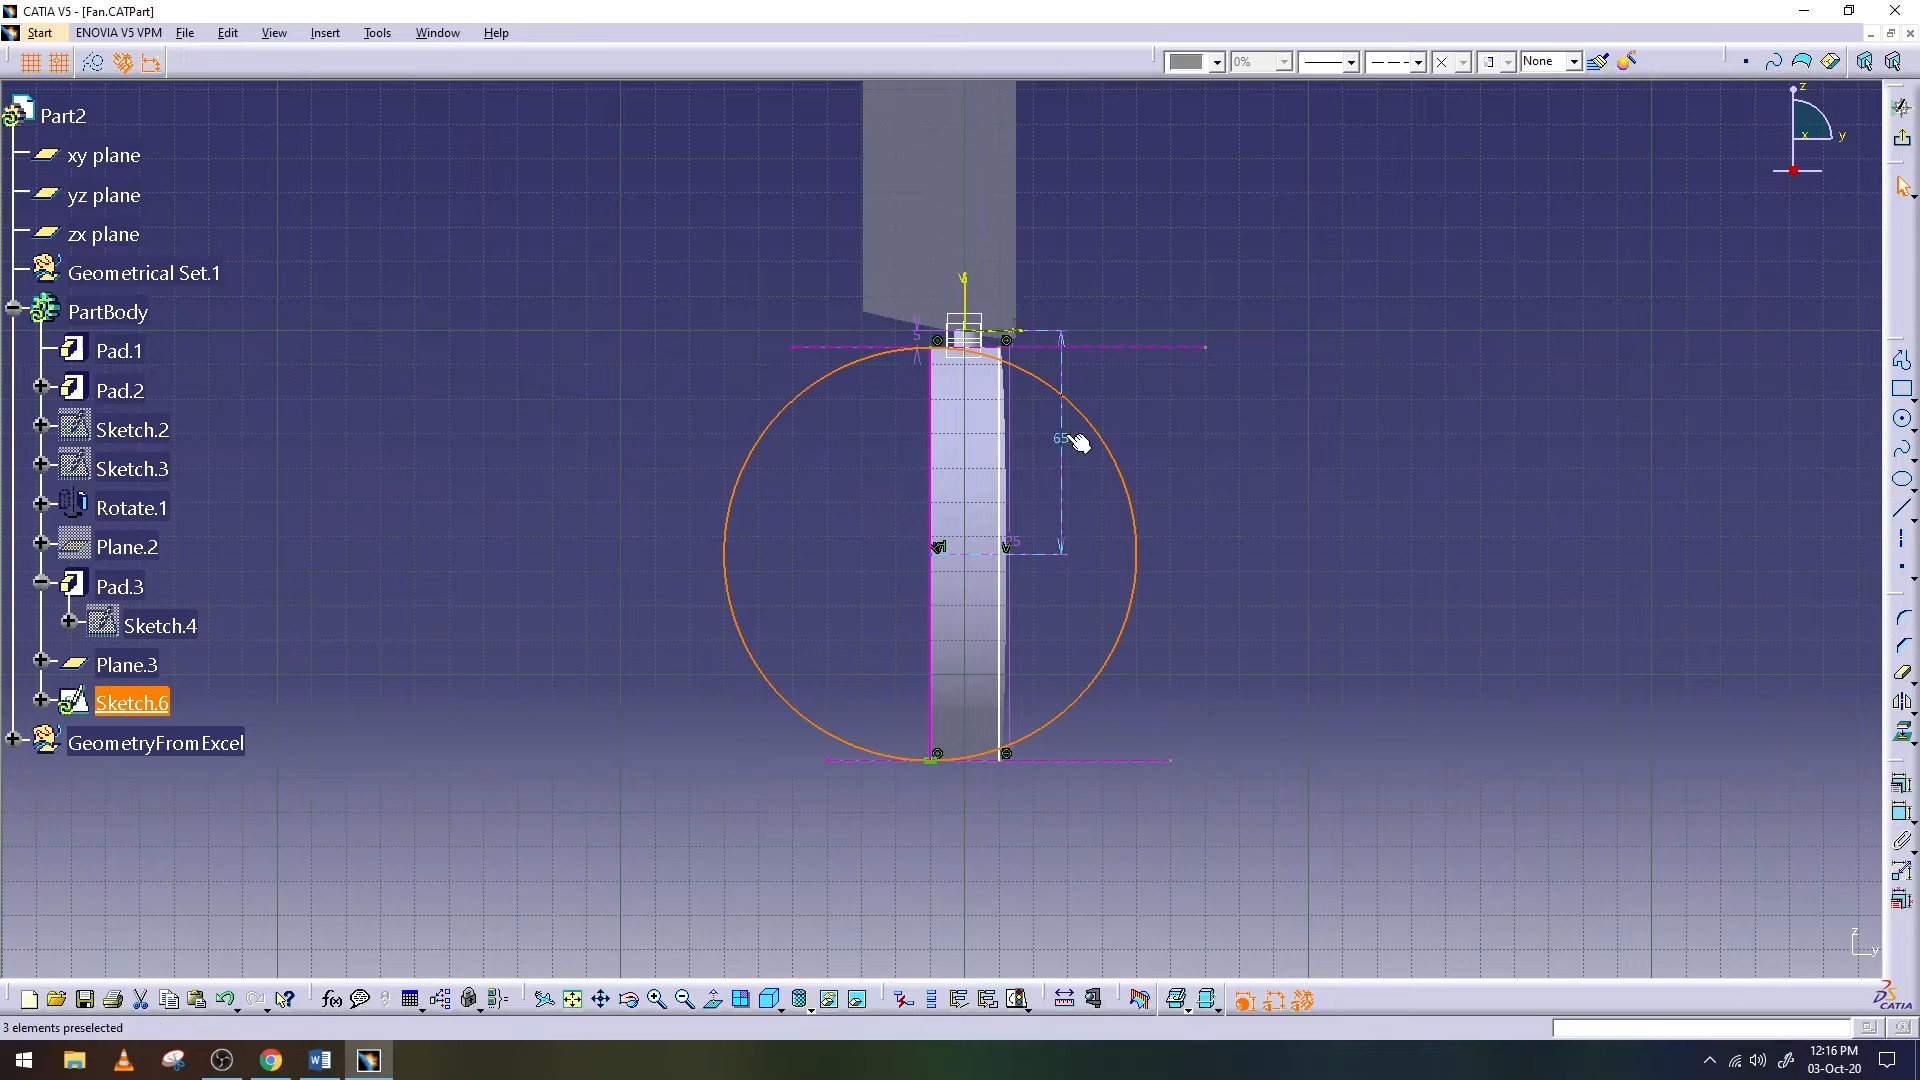 CATIA V5 - [Fan.CATPart]
Start ENOVIA V5 VPM File Edit View Insert Tools Window Help
0% None
Part2
xy plane
yz plane
zx plane
Geometrical Set.1
PartBody
Pad.1
Pad.2
Sketch.2
Sketch.3
Rotate.1
Plane.2
Pad.3
Sketch.4
Plane.3
Sketch.6
GeometryFromExcel
z
x
y
V
5
65
25
z
y
CATIA
3 elements preselected
12:16 PM
03-Oct-20